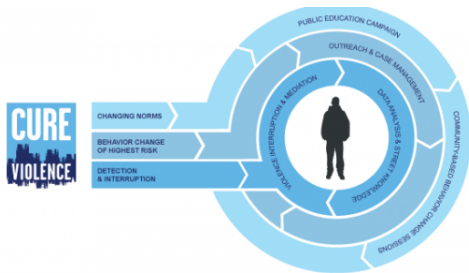 CURE
VIOLENCE
CHANGING NORMS
BEHAVIOR CHANGE
OF HIGHEST RISK
DETECTION
& INTERRUPTION
PUBLIC EDUCATION CAMPAIGN
OUTREACH & CASE MANAGEMENT
VIOLENCE INTERRUPTION & MEDIATION
DATA ANALYSIS & STREET KNOWLEDGE
COMMUNITY-BASED BEHAVIOR CHANGE SESSIONS